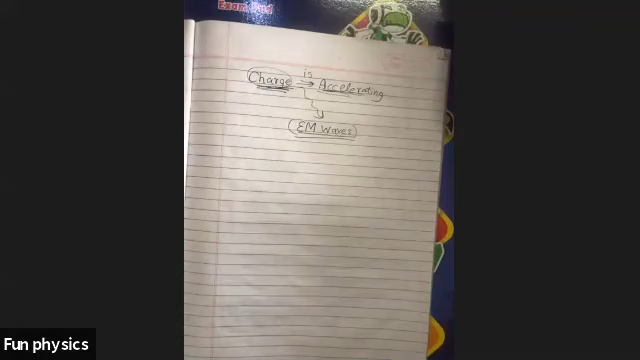 Exam Pad
is
Charge ⇒ Accelerating
EM Waves
Fun physics